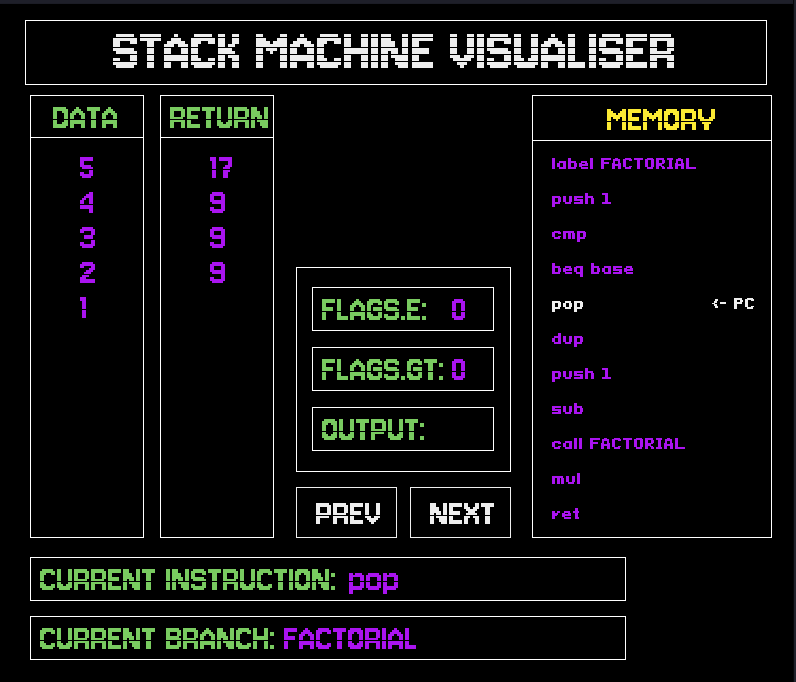 STACK MACHINE VISUALISER
DATA
5
4
3
2
1
RETURN
17
9
9
9
FLAGS.E: 0
FLAGS.GT: 0
OUTPUT:
PREV NEXT
MEMORY
label FACTORIAL
push 1
cmp
beq base
pop <- PC
dup
push 1
sub
call FACTORIAL
mul
ret
CURRENT INSTRUCTION: pop
CURRENT BRANCH: FACTORIAL